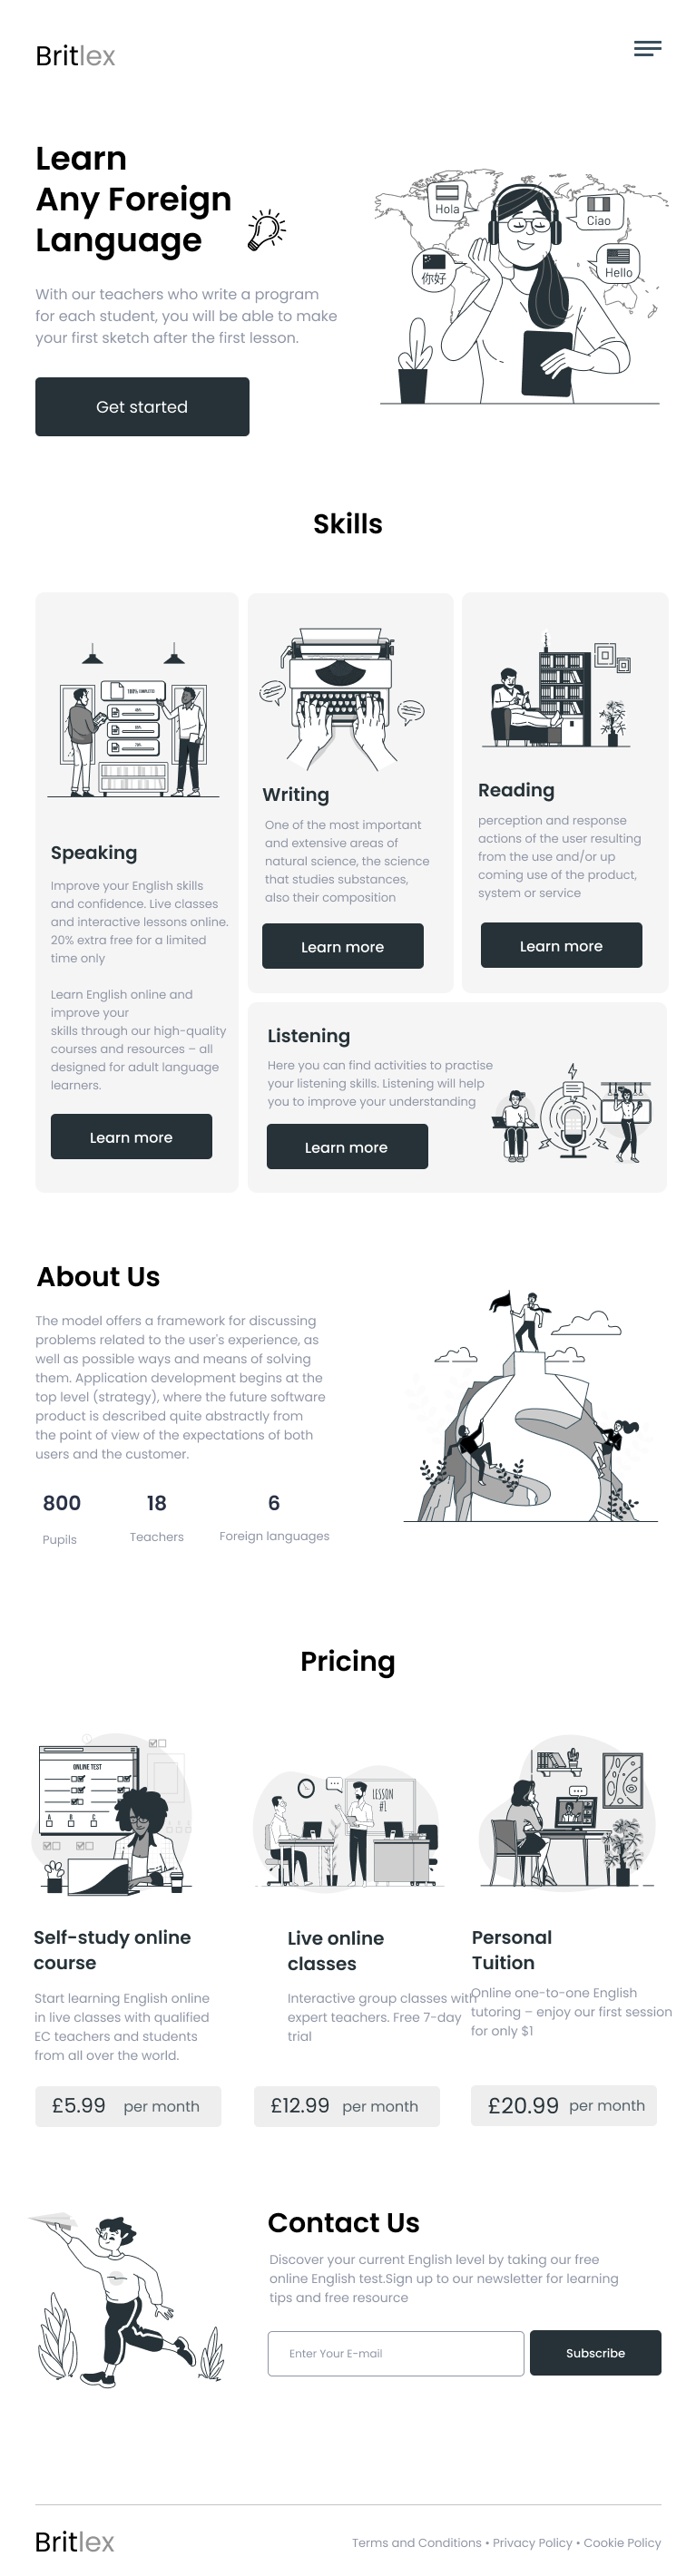 Britlex
Learn
Any Foreign
Language
With our teachers who write a program
for each student, you will be able to make
your first sketch after the first lesson.
Get started
Hola
Ciao
你好
Hello
Skills
100% COMPLETED
Speaking
Improve your English skills
and confidence. Live classes
and interactive lessons online.
20% extra free for a limited
time only
Learn English online and
improve your
skills through our high-quality
courses and resources – all
designed for adult language
learners.
Learn more
Writing
One of the most important
and extensive areas of
natural science, the science
that studies substances,
also their composition
Learn more
Reading
perception and response
actions of the user resulting
from the use and/or up
coming use of the product,
system or service
Learn more
Listening
Here you can find activities to practise
your listening skills. Listening will help
you to improve your understanding
Learn more
About Us
The model offers a framework for discussing
problems related to the user's experience, as
well as possible ways and means of solving
them. Application development begins at the
top level (strategy), where the future software
product is described quite abstractly from
the point of view of the expectations of both
users and the customer.
800
Pupils
18
Teachers
6
Foreign languages
Pricing
ONLINE TEST
A B C
LESSON
#1
Self-study online
course
Start learning English online
in live classes with qualified
EC teachers and students
from all over the world.
£5.99 per month
Live online
classes
Interactive group classes with
expert teachers. Free 7-day
trial
£12.99 per month
Personal
Tuition
Online one-to-one English
tutoring – enjoy our first session
for only $1
£20.99 per month
Contact Us
Discover your current English level by taking our free
online English test.Sign up to our newsletter for learning
tips and free resource
Enter Your E-mail
Subscribe
Britlex
Terms and Conditions • Privacy Policy • Cookie Policy